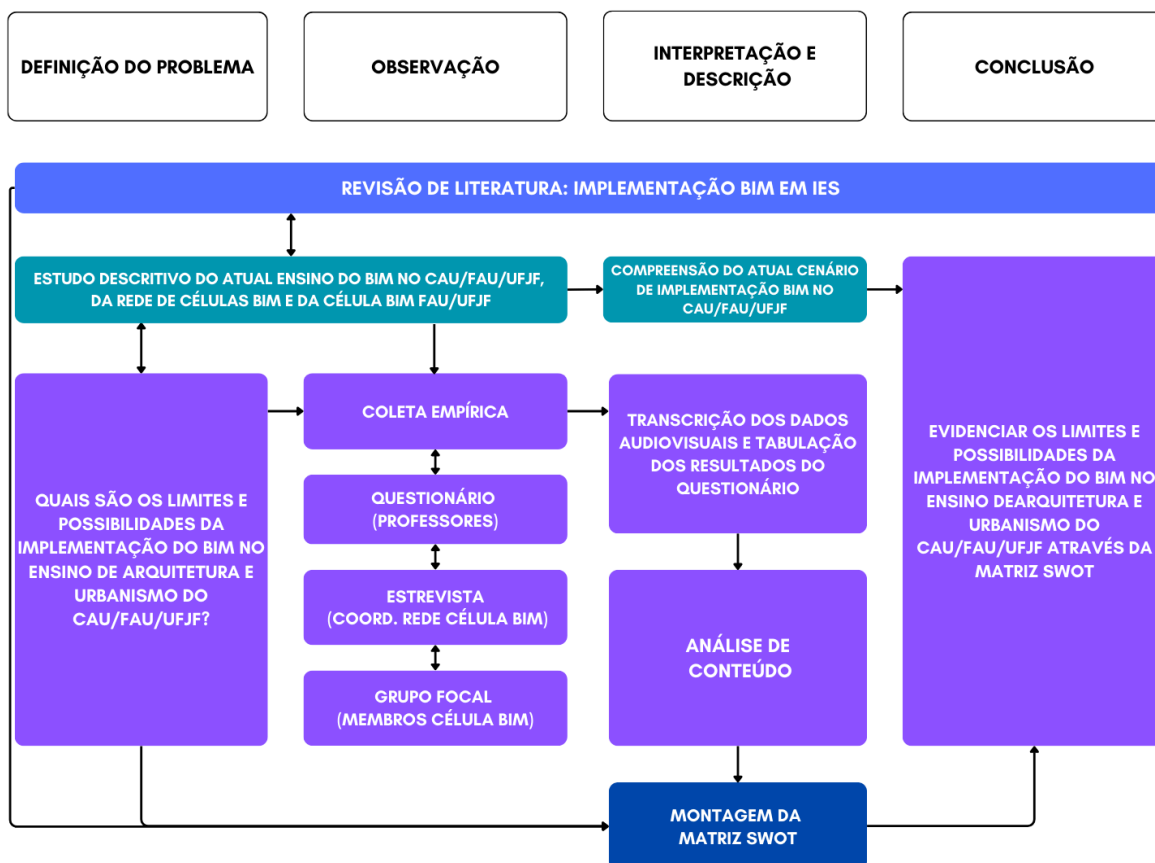 DEFINIÇÃO DO PROBLEMA
OBSERVAÇÃO
INTERPRETAÇÃO E
DESCRIÇÃO
CONCLUSÃO
REVISÃO DE LITERATURA: IMPLEMENTAÇÃO BIM EM IES
ESTUDO DESCRITIVO DO ATUAL ENSINO DO BIM NO CAU/FAU/UFJF,
DA REDE DE CÉLULAS BIM E DA CÉLULA BIM FAU/UFJF
COMPREENSÃO DO ATUAL CENÁRIO
DE IMPLEMENTAÇÃO BIM NO
CAU/FAU/UFJF
QUAIS SÃO OS LIMITES E
POSSIBILIDADES DA
IMPLEMENTAÇÃO DO BIM NO
ENSINO DE ARQUITETURA E
URBANISMO DO
CAU/FAU/UFJF?
COLETA EMPÍRICA
QUESTIONÁRIO
(PROFESSORES)
ESTREVISTA
(COORD. REDE CÉLULA BIM)
GRUPO FOCAL
(MEMBROS CÉLULA BIM)
TRANSCRIÇÃO DOS DADOS
AUDIOVISUAIS E TABULAÇÃO
DOS RESULTADOS DO
QUESTIONÁRIO
ANÁLISE DE
CONTEÚDO
MONTAGEM DA
MATRIZ SWOT
EVIDENCIAR OS LIMITES E
POSSIBILIDADES DA
IMPLEMENTAÇÃO DO BIM NO
ENSINO DEARQUITETURA E
URBANISMO DO
CAU/FAU/UFJF ATRAVÉS DA
MATRIZ SWOT